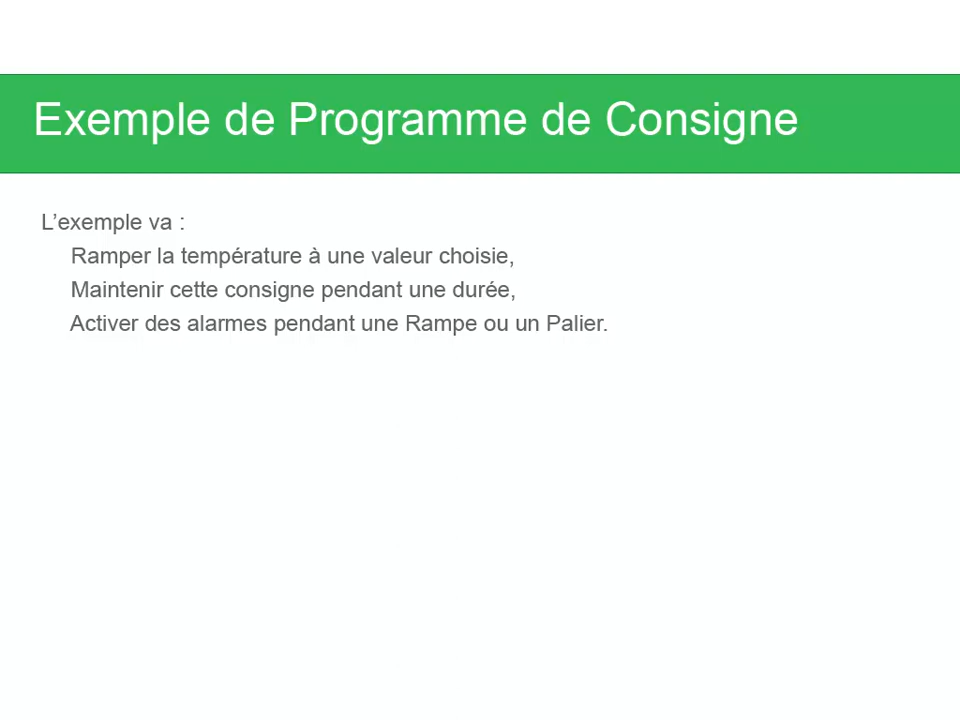 Exemple de Programme de Consigne
L’exemple va :
Ramper la température à une valeur choisie,
Maintenir cette consigne pendant une durée,
Activer des alarmes pendant une Rampe ou un Palier.